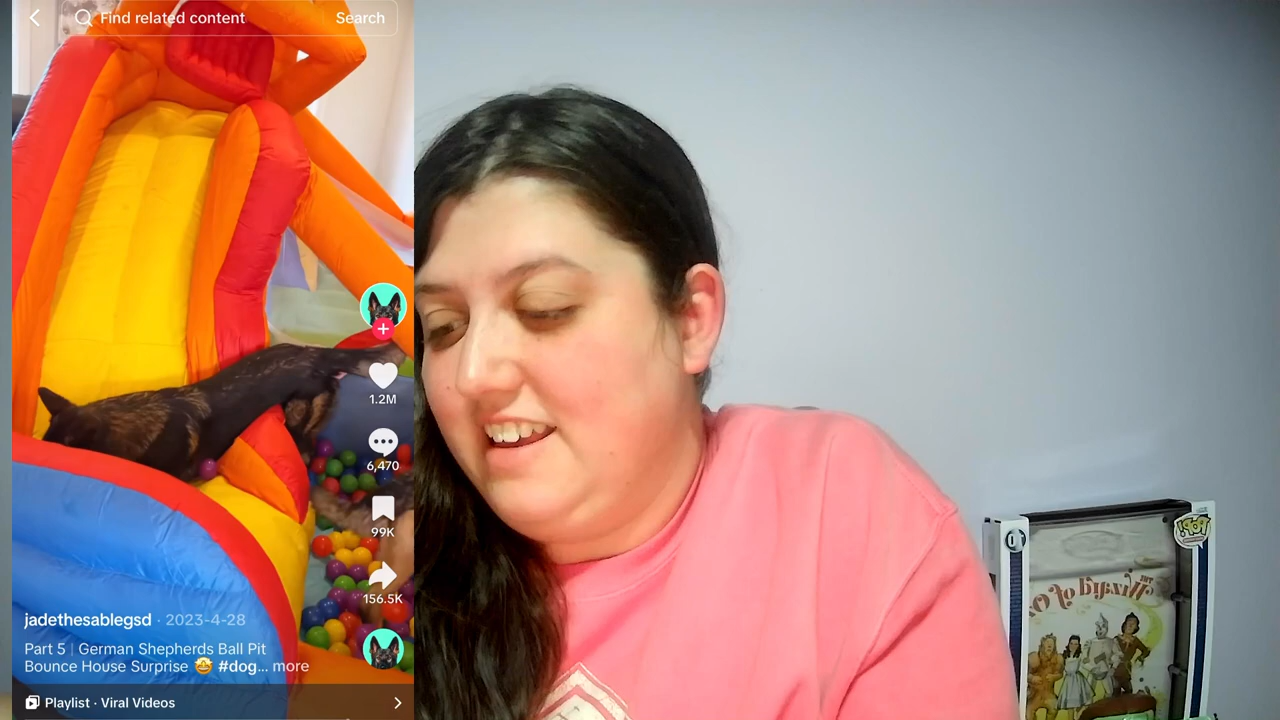 Find related content
Search
1.2M
6,470
99K
156.5K
jadethesablegsd · 2023-4-28
Part 5 | German Shepherds Ball Pit
Bounce House Surprise 🤩 #dog... more
Playlist · Viral Videos
POP!
THE
Wizard of Oz